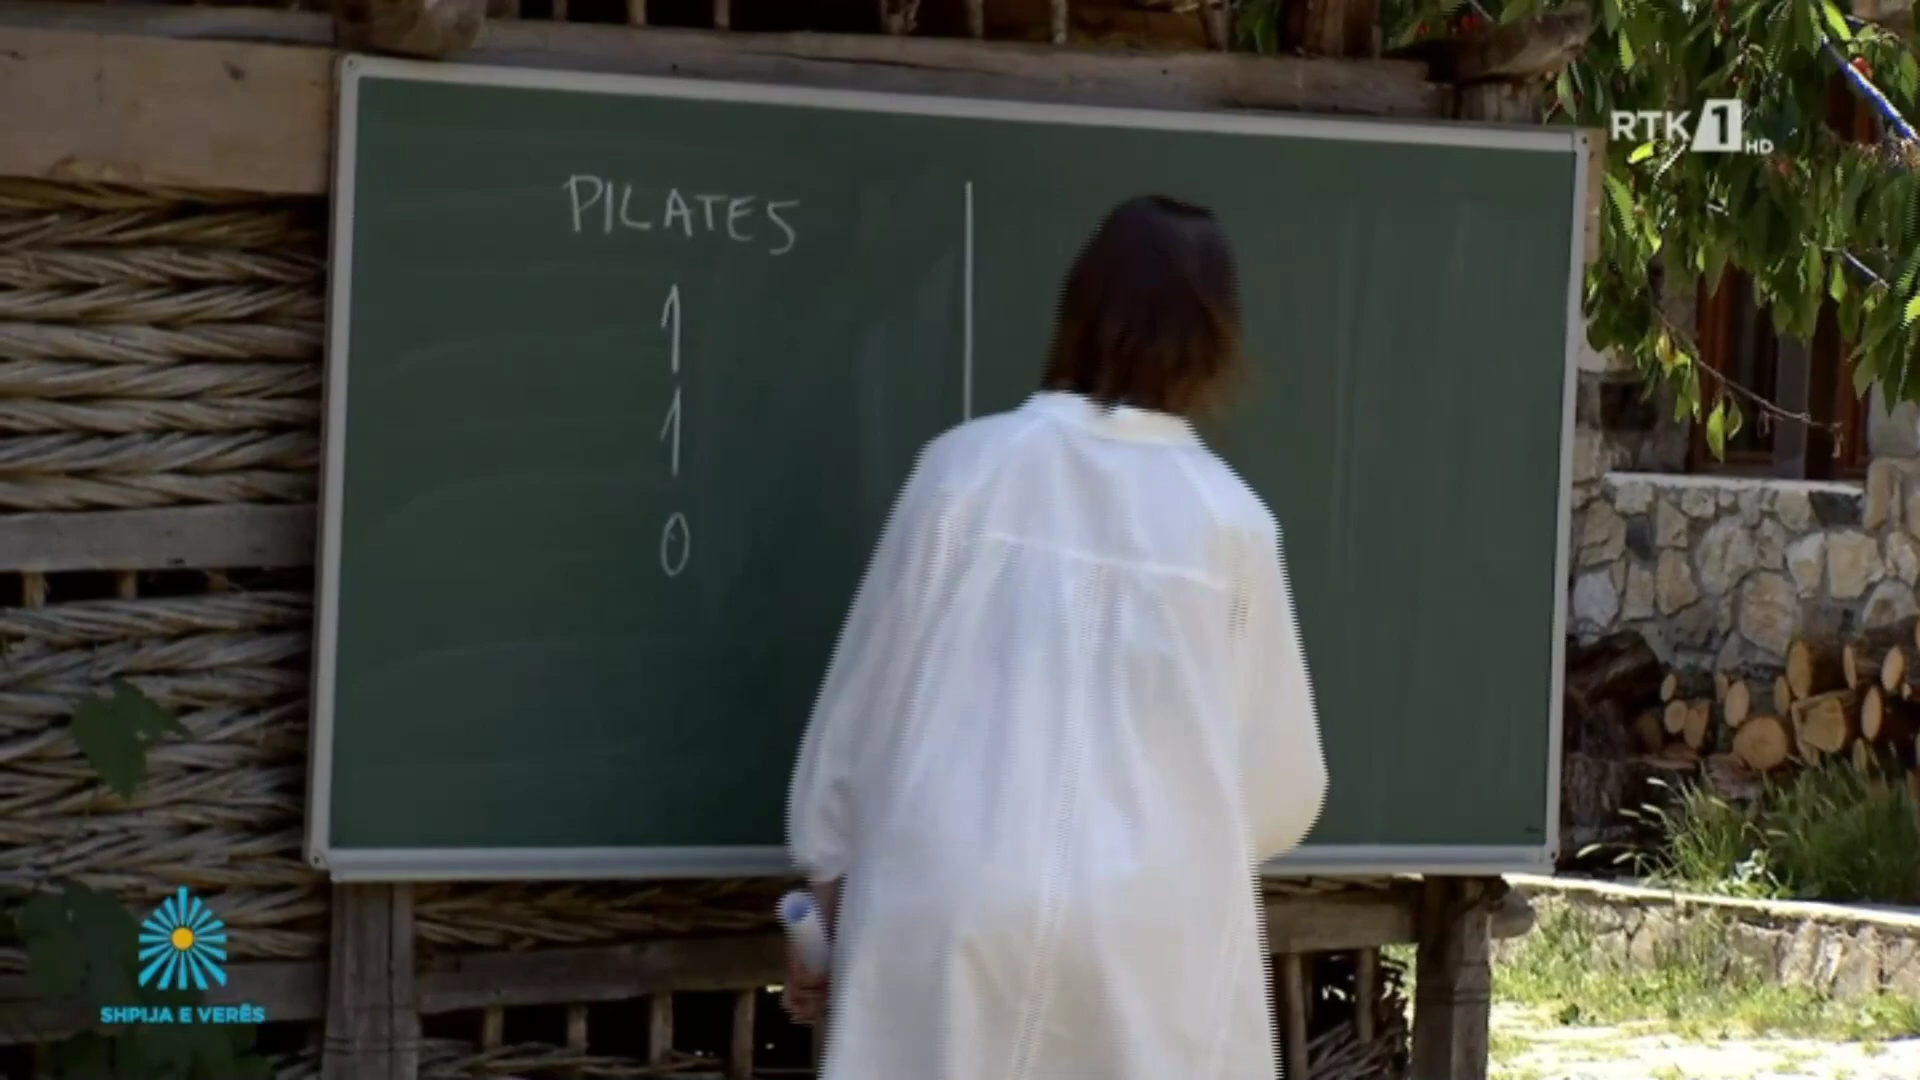 RTK 1 HD
PILATES
1
1
0
SHPIJA E VERËS